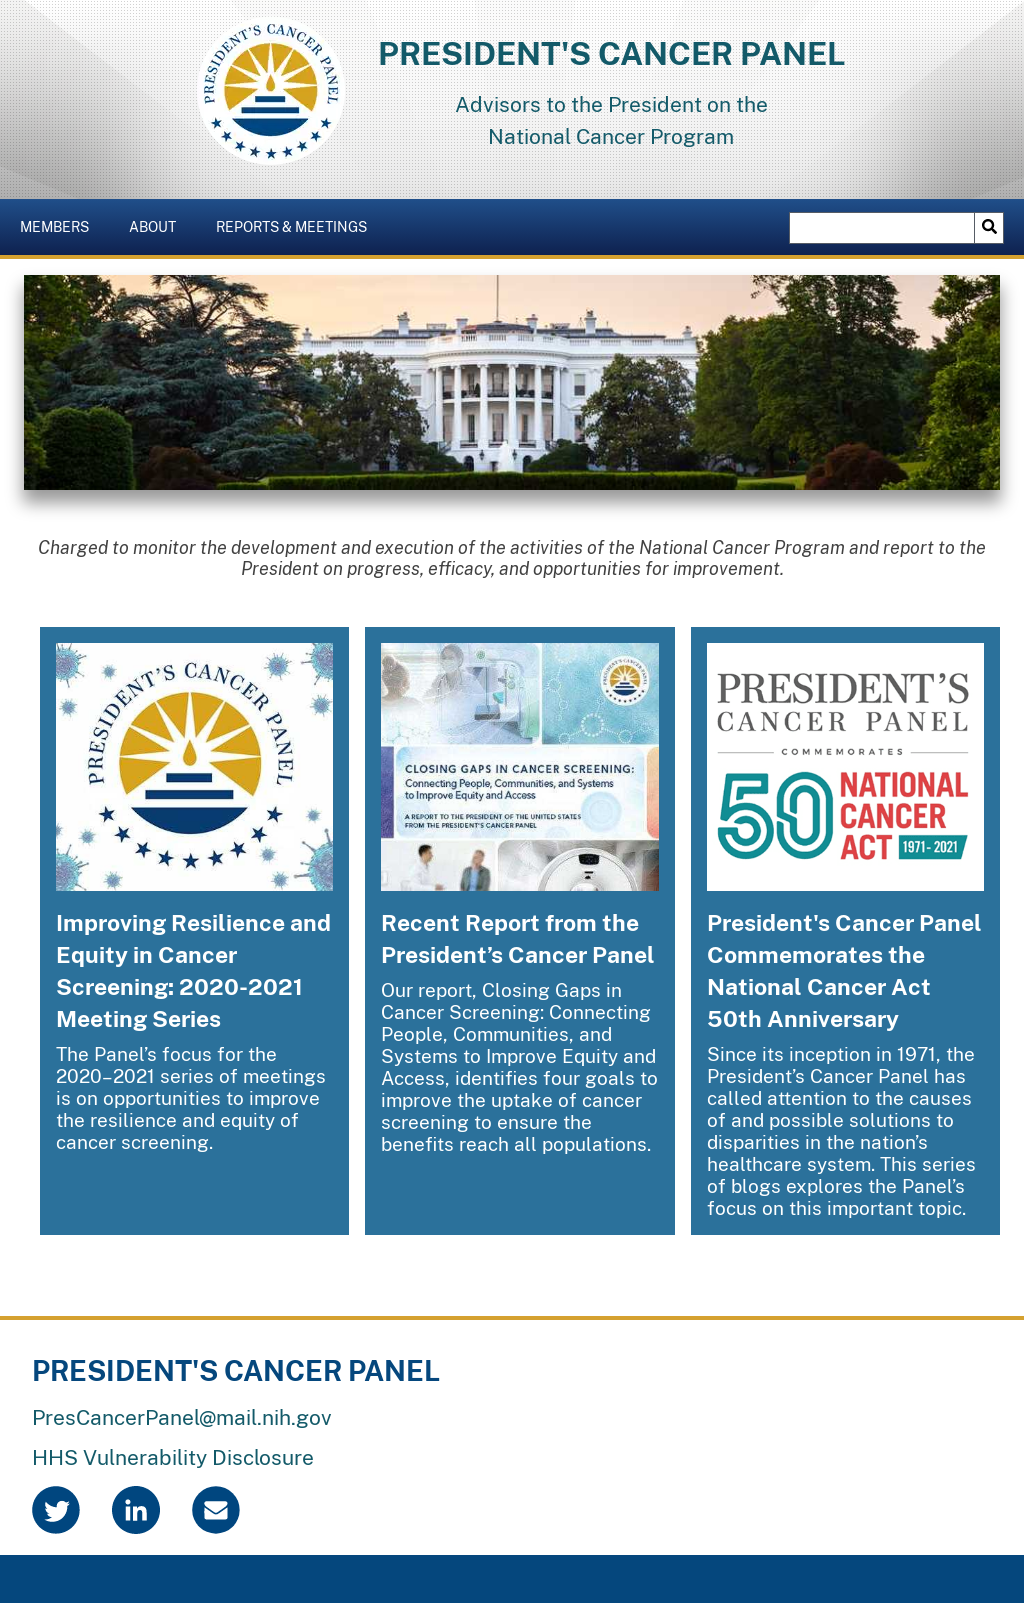 PRESIDENT'S CANCER PANEL
PRESIDENT'S CANCER PANEL
Advisors to the President on the
National Cancer Program
MEMBERS ABOUT REPORTS & MEETINGS
Charged to monitor the development and execution of the activities of the National Cancer Program and report to the
President on progress, efficacy, and opportunities for improvement.
PRESIDENT'S CANCER PANEL
Improving Resilience and
Equity in Cancer
Screening: 2020-2021
Meeting Series
The Panel’s focus for the
2020–2021 series of meetings
is on opportunities to improve
the resilience and equity of
cancer screening.
PRESIDENT'S CANCER PANEL
CLOSING GAPS IN CANCER SCREENING:
Connecting People, Communities, and Systems
to Improve Equity and Access
A REPORT TO THE PRESIDENT OF THE UNITED STATES
FROM THE PRESIDENT'S CANCER PANEL
Recent Report from the
President’s Cancer Panel
Our report, Closing Gaps in
Cancer Screening: Connecting
People, Communities, and
Systems to Improve Equity and
Access, identifies four goals to
improve the uptake of cancer
screening to ensure the
benefits reach all populations.
PRESIDENT’S
CANCER PANEL
COMMEMORATES
50 NATIONAL
CANCER
ACT 1971-2021
President's Cancer Panel
Commemorates the
National Cancer Act
50th Anniversary
Since its inception in 1971, the
President’s Cancer Panel has
called attention to the causes
of and possible solutions to
disparities in the nation’s
healthcare system. This series
of blogs explores the Panel’s
focus on this important topic.
PRESIDENT'S CANCER PANEL
PresCancerPanel@mail.nih.gov
HHS Vulnerability Disclosure
in